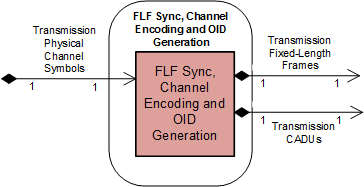 FLF Sync, Channel
Encoding and OID
Generation
Transmission
Physical
Channel
Symbols
1
1
FLF Sync,
Channel
Encoding and
OID
Generation
Transmission
Fixed-Length
Frames
1
1
1
1
Transmission
CADUs